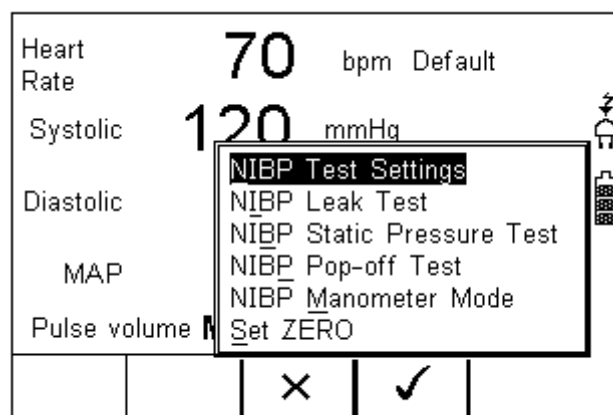 Heart Rate 70 bpm Default
Systolic 120 mmHg
NIBP Test Settings
NIBP Leak Test
Diastolic
NIBP Static Pressure Test
NIBP Pop-off Test
MAP
NIBP Manometer Mode
Pulse volume
Set ZERO